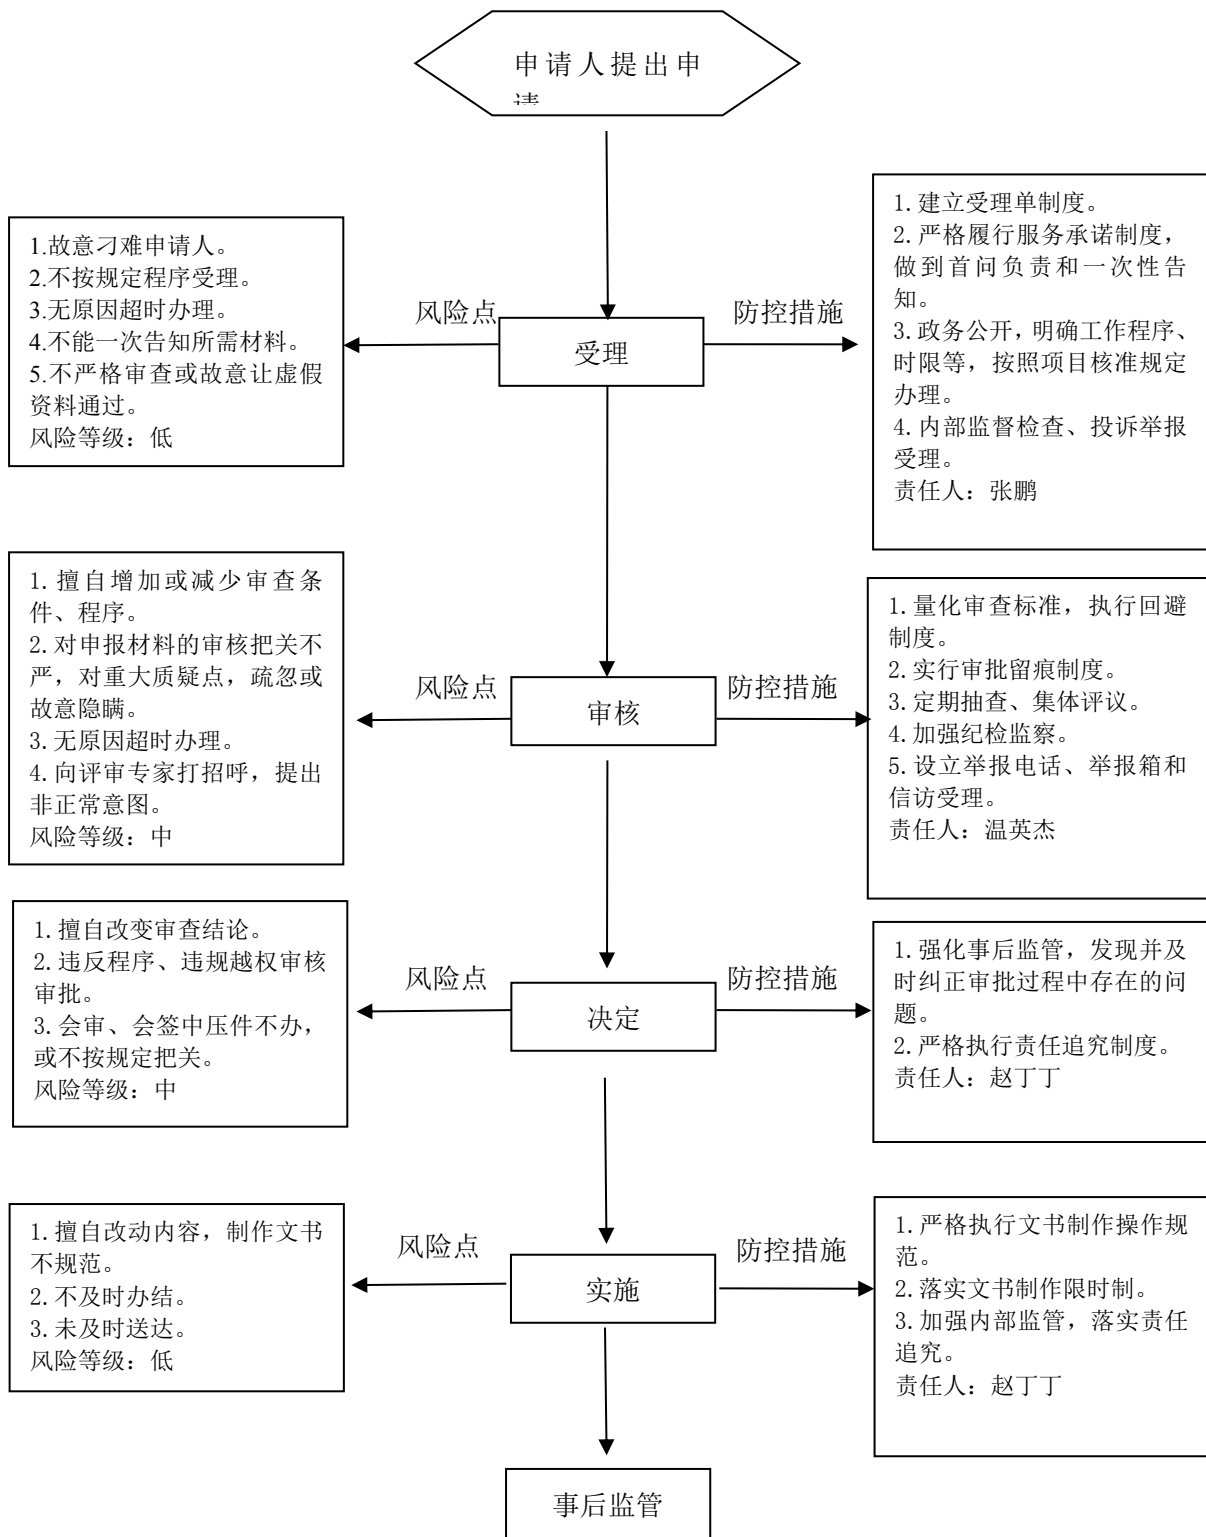 申请人提出申
请
1.故意刁难申请人。
2.不按规定程序受理。
3.无原因超时办理。
4.不能一次告知所需材料。
5.不严格审查或故意让虚假
资料通过。
风险等级：低
风险点
受理
防控措施
1.建立受理单制度。
2.严格履行服务承诺制度，
做到首问负责和一次性告
知。
3.政务公开，明确工作程序、
时限等，按照项目核准规定
办理。
4.内部监督检查、投诉举报
受理。
责任人：张鹏
1.擅自增加或减少审查条
件、程序。
2.对申报材料的审核把关不
严，对重大质疑点，疏忽或
故意隐瞒。
3.无原因超时办理。
4.向评审专家打招呼，提出
非正常意图。
风险等级：中
风险点
审核
防控措施
1.量化审查标准，执行回避
制度。
2.实行审批留痕制度。
3.定期抽查、集体评议。
4.加强纪检监察。
5.设立举报电话、举报箱和
信访受理。
责任人：温英杰
1.擅自改变审查结论。
2.违反程序、违规越权审核
审批。
3.会审、会签中压件不办，
或不按规定把关。
风险等级：中
风险点
决定
防控措施
1.强化事后监管，发现并及
时纠正审批过程中存在的问
题。
2.严格执行责任追究制度。
责任人：赵丁丁
1.擅自改动内容，制作文书
不规范。
2.不及时办结。
3.未及时送达。
风险等级：低
风险点
实施
防控措施
1.严格执行文书制作操作规
范。
2.落实文书制作限时制。
3.加强内部监管，落实责任
追究。
责任人：赵丁丁
事后监管